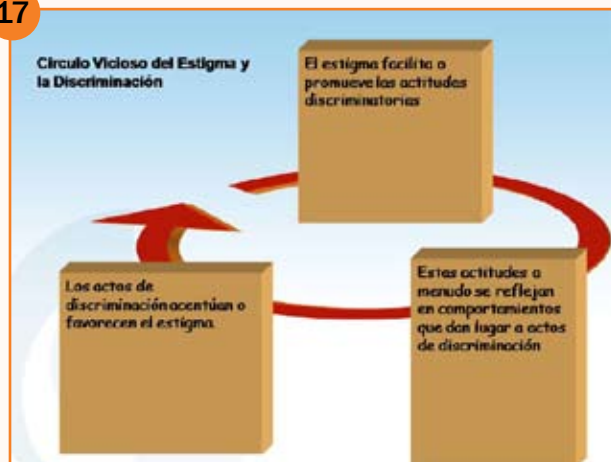 17
Círculo Vicioso del Estigma y
la Discriminación
El estigma facilita o
promueve las actitudes
discriminatorias
Estas actitudes a
menudo se reflejan
en comportamientos
que dan lugar a actos
de discriminación
Los actos de
discriminación acentúan o
favorecen el estigma